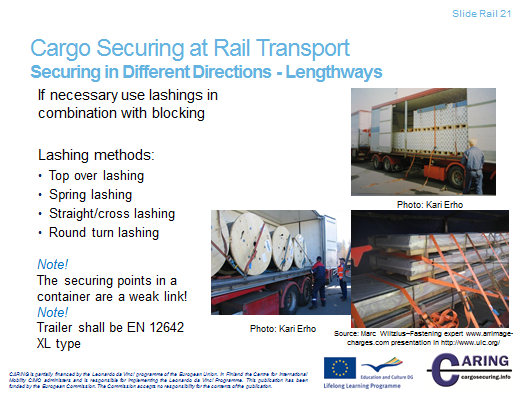 Slide Rail 21
Cargo Securing at Rail Transport
Securing in Different Directions - Lengthways
If necessary use lashings in
combination with blocking
Lashing methods:
• Top over lashing
• Spring lashing
• Straight/cross lashing
• Round turn lashing
Note!
The securing points in a
container are a weak link!
Note!
Trailer shall be EN 12642
XL type
Photo: Kari Erho
Photo: Kari Erho
Source: Marc Wiltzius–Fastening expert www.arrimage-
charges.com presentation in http://www.uic.org/
CARING is partially financed by the Leonardo da Vinci programme of the European Union. In Finland the Centre for International
Mobility CIMO administers and is responsible for implementing the Leonardo da Vinci Programme. This publication has been
funded by the European Commission. The Commission accepts no responsibility for the contents of the publication.
Education and Culture DG
Lifelong Learning Programme
CARING
cargosecuring.info